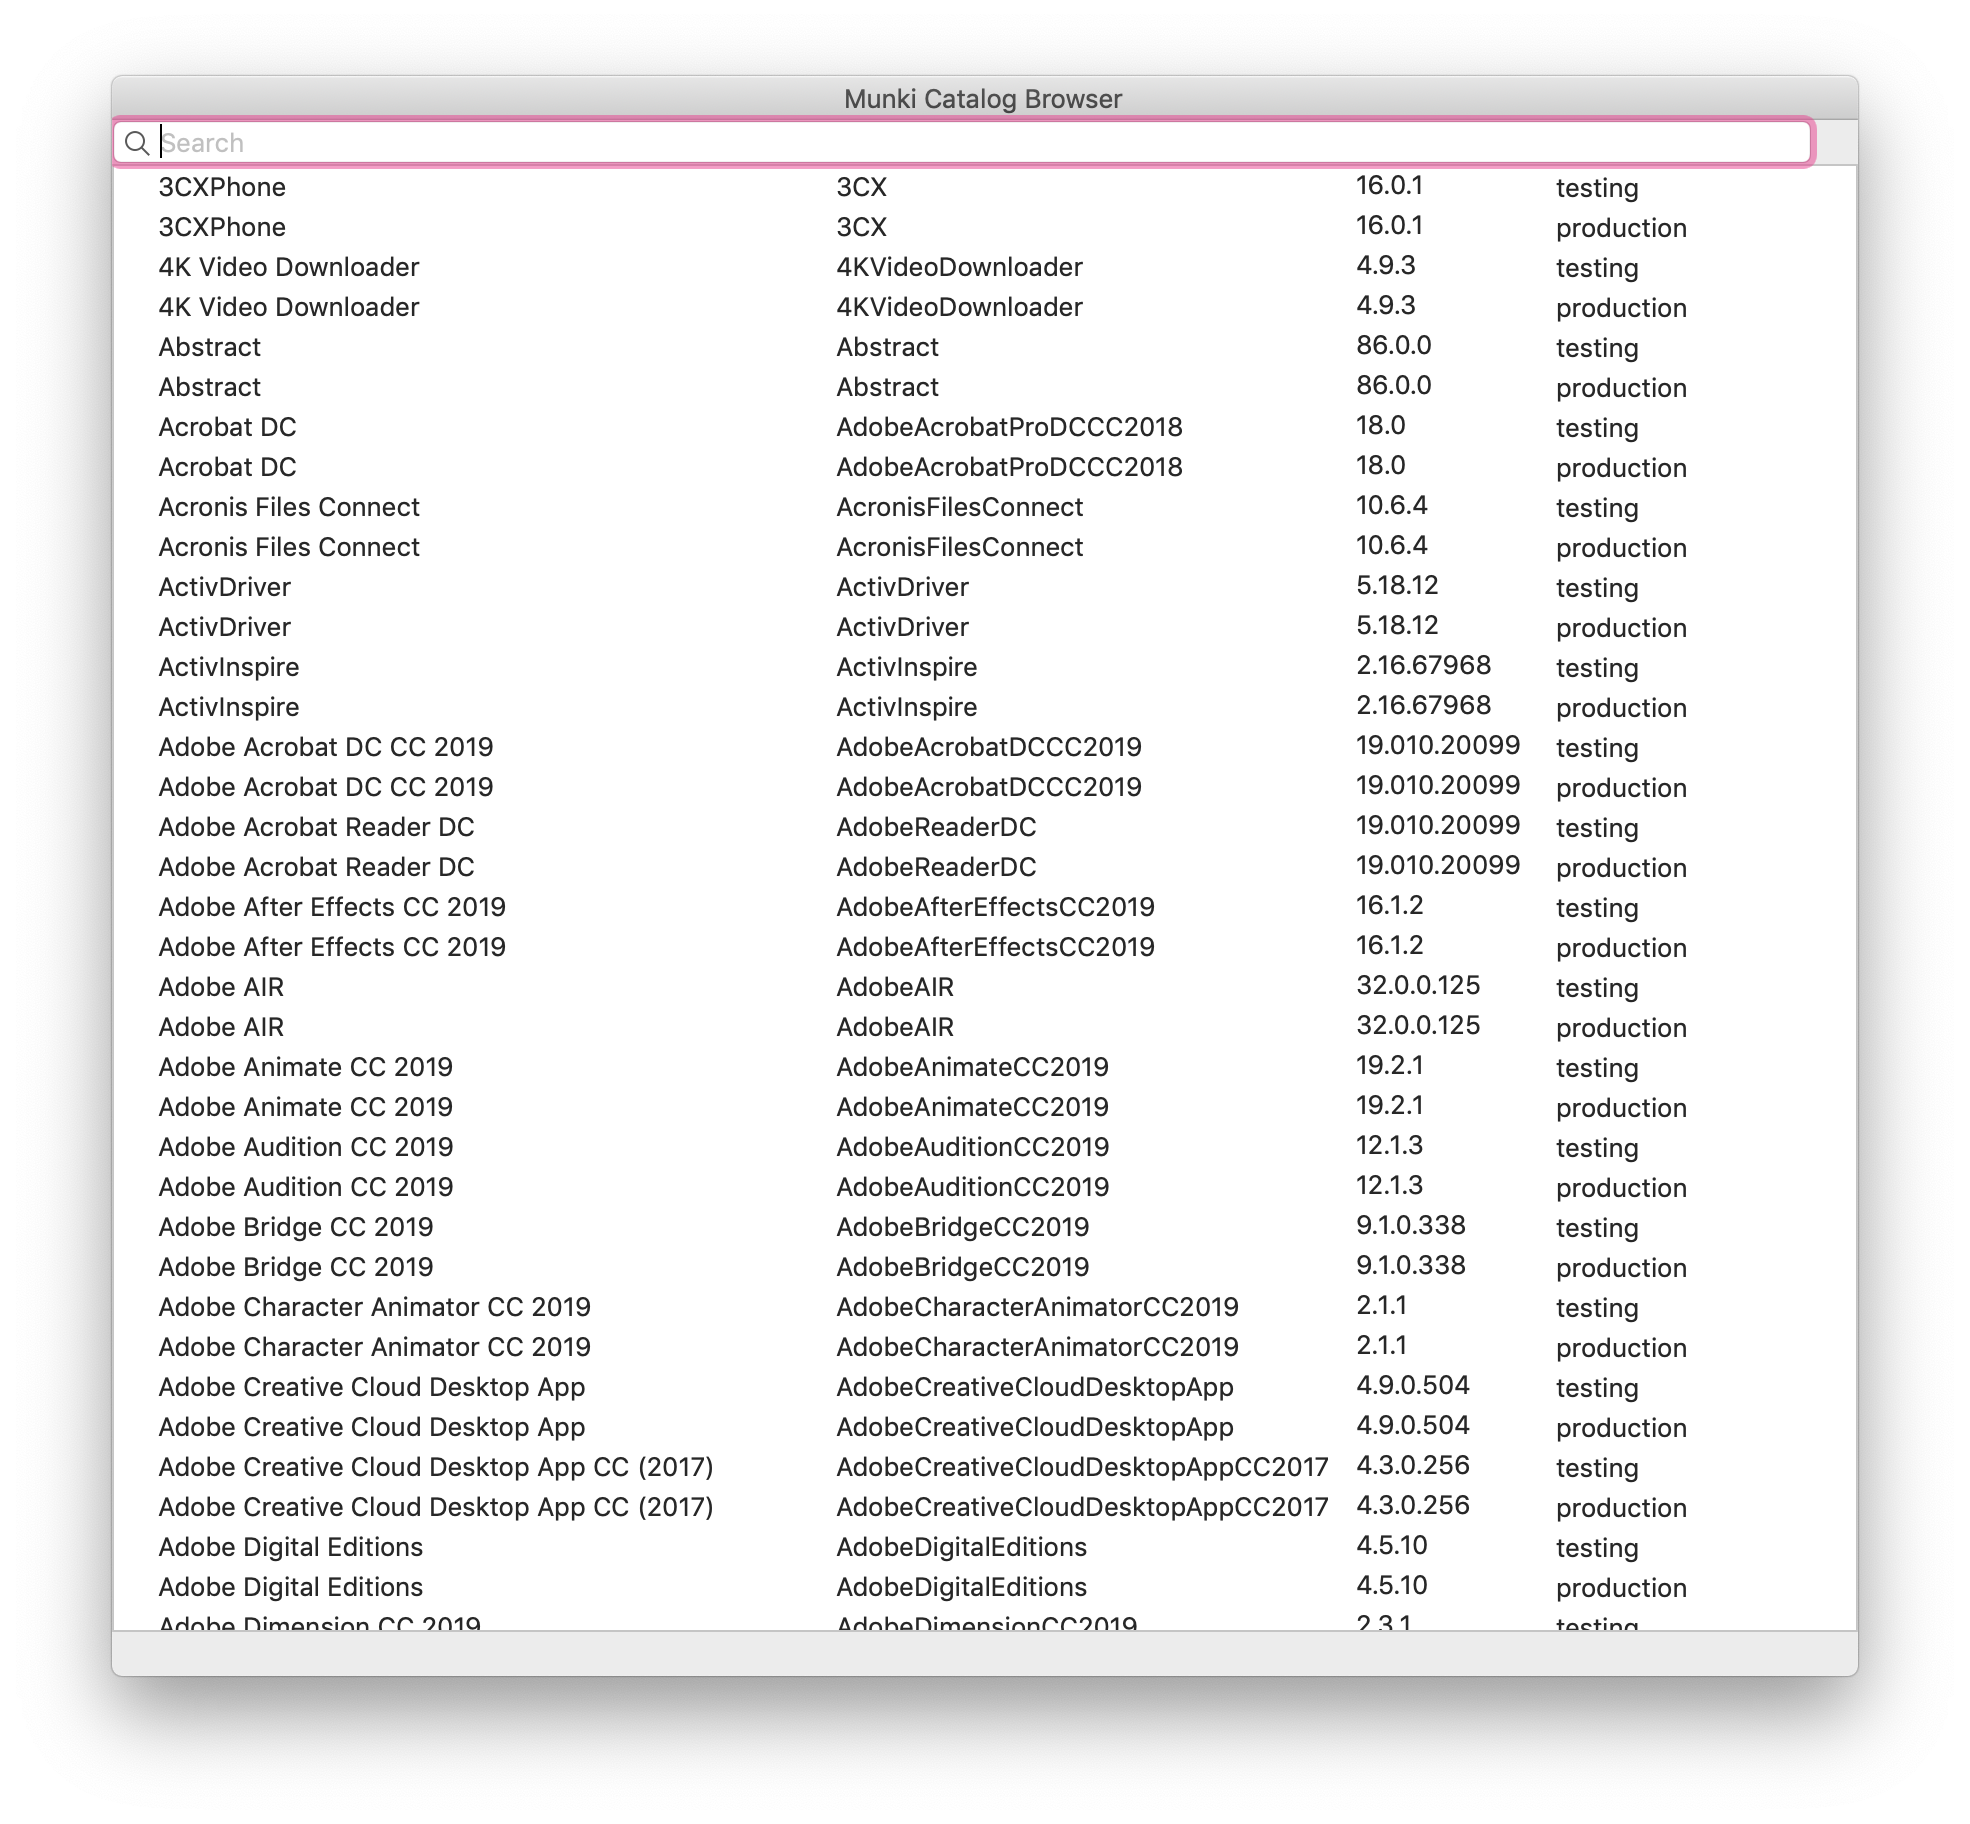 Munki Catalog Browser
Search
3CXPhone 3CX 16.0.1 testing
3CXPhone 3CX 16.0.1 production
4K Video Downloader 4KVideoDownloader 4.9.3 testing
4K Video Downloader 4KVideoDownloader 4.9.3 production
Abstract Abstract 86.0.0 testing
Abstract Abstract 86.0.0 production
Acrobat DC AdobeAcrobatProDCCC2018 18.0 testing
Acrobat DC AdobeAcrobatProDCCC2018 18.0 production
Acronis Files Connect AcronisFilesConnect 10.6.4 testing
Acronis Files Connect AcronisFilesConnect 10.6.4 production
ActivDriver ActivDriver 5.18.12 testing
ActivDriver ActivDriver 5.18.12 production
ActivInspire ActivInspire 2.16.67968 testing
ActivInspire ActivInspire 2.16.67968 production
Adobe Acrobat DC CC 2019 AdobeAcrobatDCCC2019 19.010.20099 testing
Adobe Acrobat DC CC 2019 AdobeAcrobatDCCC2019 19.010.20099 production
Adobe Acrobat Reader DC AdobeReaderDC 19.010.20099 testing
Adobe Acrobat Reader DC AdobeReaderDC 19.010.20099 production
Adobe After Effects CC 2019 AdobeAfterEffectsCC2019 16.1.2 testing
Adobe After Effects CC 2019 AdobeAfterEffectsCC2019 16.1.2 production
Adobe AIR AdobeAIR 32.0.0.125 testing
Adobe AIR AdobeAIR 32.0.0.125 production
Adobe Animate CC 2019 AdobeAnimateCC2019 19.2.1 testing
Adobe Animate CC 2019 AdobeAnimateCC2019 19.2.1 production
Adobe Audition CC 2019 AdobeAuditionCC2019 12.1.3 testing
Adobe Audition CC 2019 AdobeAuditionCC2019 12.1.3 production
Adobe Bridge CC 2019 AdobeBridgeCC2019 9.1.0.338 testing
Adobe Bridge CC 2019 AdobeBridgeCC2019 9.1.0.338 production
Adobe Character Animator CC 2019 AdobeCharacterAnimatorCC2019 2.1.1 testing
Adobe Character Animator CC 2019 AdobeCharacterAnimatorCC2019 2.1.1 production
Adobe Creative Cloud Desktop App AdobeCreativeCloudDesktopApp 4.9.0.504 testing
Adobe Creative Cloud Desktop App AdobeCreativeCloudDesktopApp 4.9.0.504 production
Adobe Creative Cloud Desktop App CC (2017) AdobeCreativeCloudDesktopAppCC2017 4.3.0.256 testing
Adobe Creative Cloud Desktop App CC (2017) AdobeCreativeCloudDesktopAppCC2017 4.3.0.256 production
Adobe Digital Editions AdobeDigitalEditions 4.5.10 testing
Adobe Digital Editions AdobeDigitalEditions 4.5.10 production
Adobe Dimension CC 2019 AdobeDimensionCC2019 2.3.1 testing